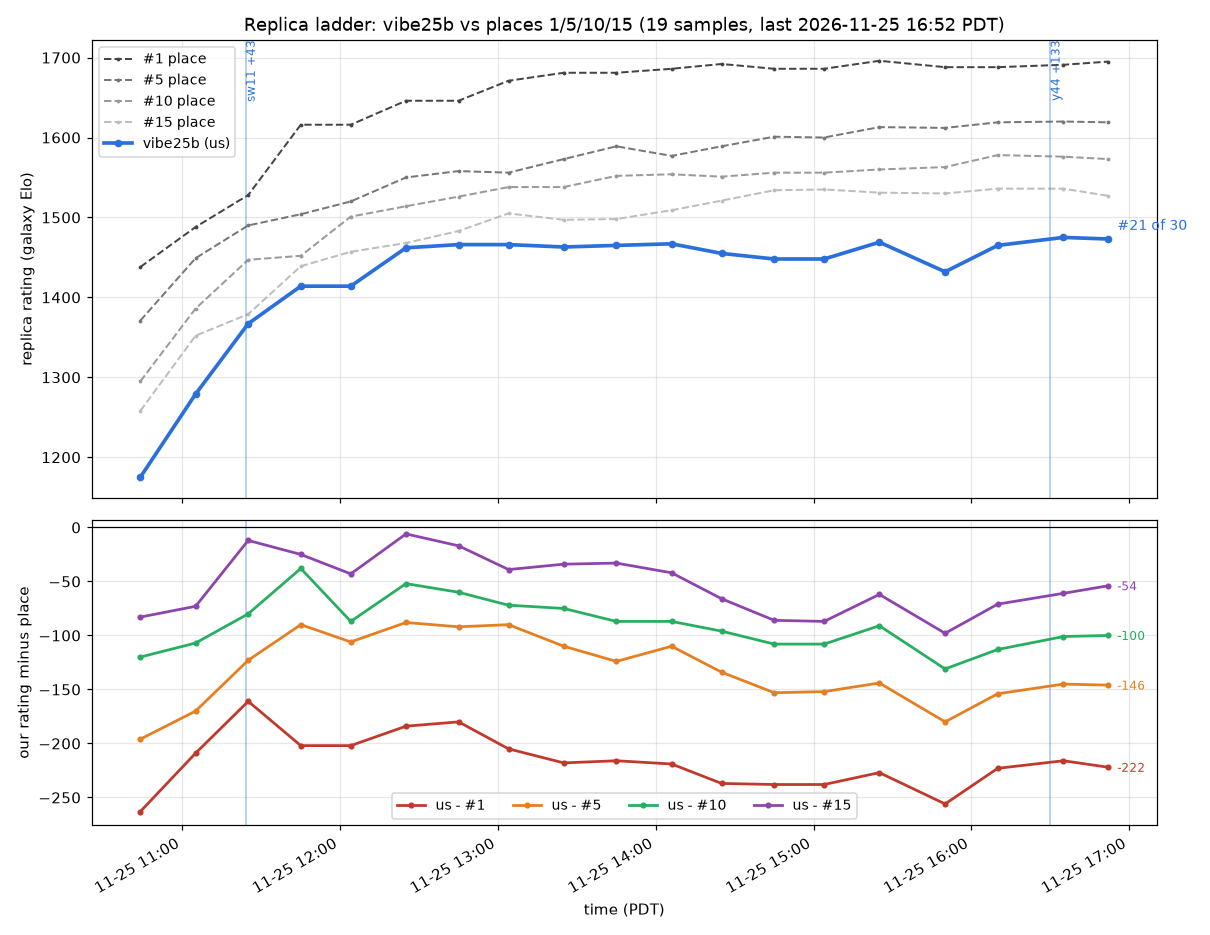 Replica ladder: vibe25b vs places 1/5/10/15 (19 samples, last 2026-11-25 16:52 PDT)
#1 place
#5 place
#10 place
#15 place
vibe25b (us)
sw11 +43
y44 +133
#21 of 30
replica rating (galaxy Elo)
1700
1600
1500
1400
1300
1200
our rating minus place
0
−50
−100
−150
−200
−250
-54
-100
-146
-222
us - #1
us - #5
us - #10
us - #15
11-25 11:00
11-25 12:00
11-25 13:00
11-25 14:00
11-25 15:00
11-25 16:00
11-25 17:00
time (PDT)